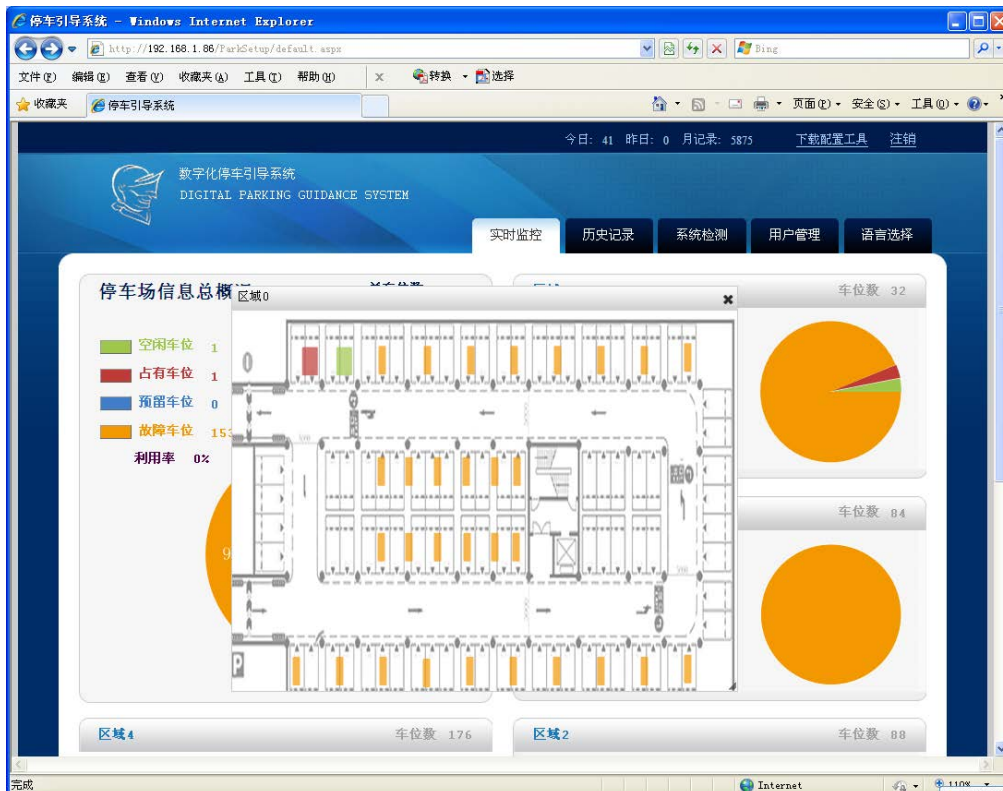 停车引导系统 - Windows Internet Explorer
http://192.168.1.86/ParkSetup/default.aspx
Bing
文件(F) 编辑(E) 查看(V) 收藏夹(A) 工具(T) 帮助(H) x 转换 选择
收藏夹 停车引导系统 页面(P) 安全(S) 工具(O)
今日: 41 昨日: 0 月记录: 5875 下载配置工具 注销
数字化停车引导系统
DIGITAL PARKING GUIDANCE SYSTEM
实时监控 历史记录 系统检测 用户管理 语言选择
停车场信息总概
车位数 32
区域0
空闲车位 1
占有车位 1
预留车位 0
故障车位 153
利用率 0%
车位数 84
9
P
区域4 车位数 176
区域2 车位数 88
完成 Internet 110%